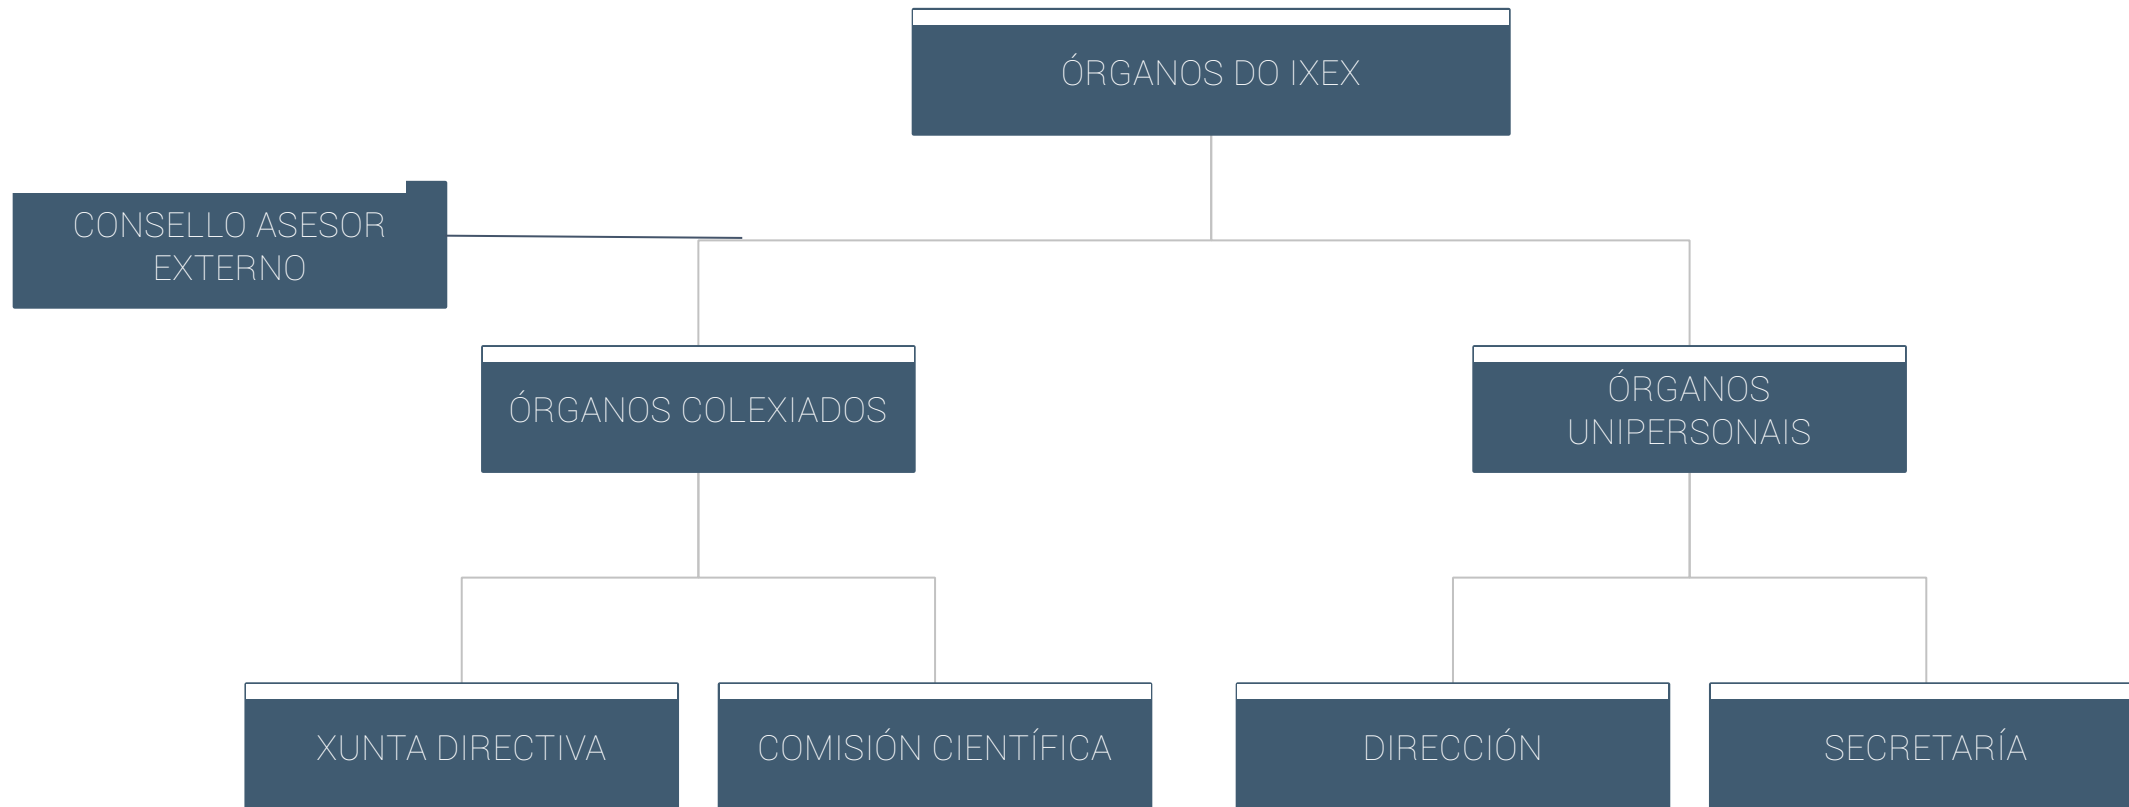 ÓRGANOS DO IXEX
CONSELLO ASESOR
EXTERNO
ÓRGANOS COLEXIADOS
ÓRGANOS
UNIPERSONAIS
XUNTA DIRECTIVA
COMISIÓN CIENTÍFICA
DIRECCIÓN
SECRETARÍA